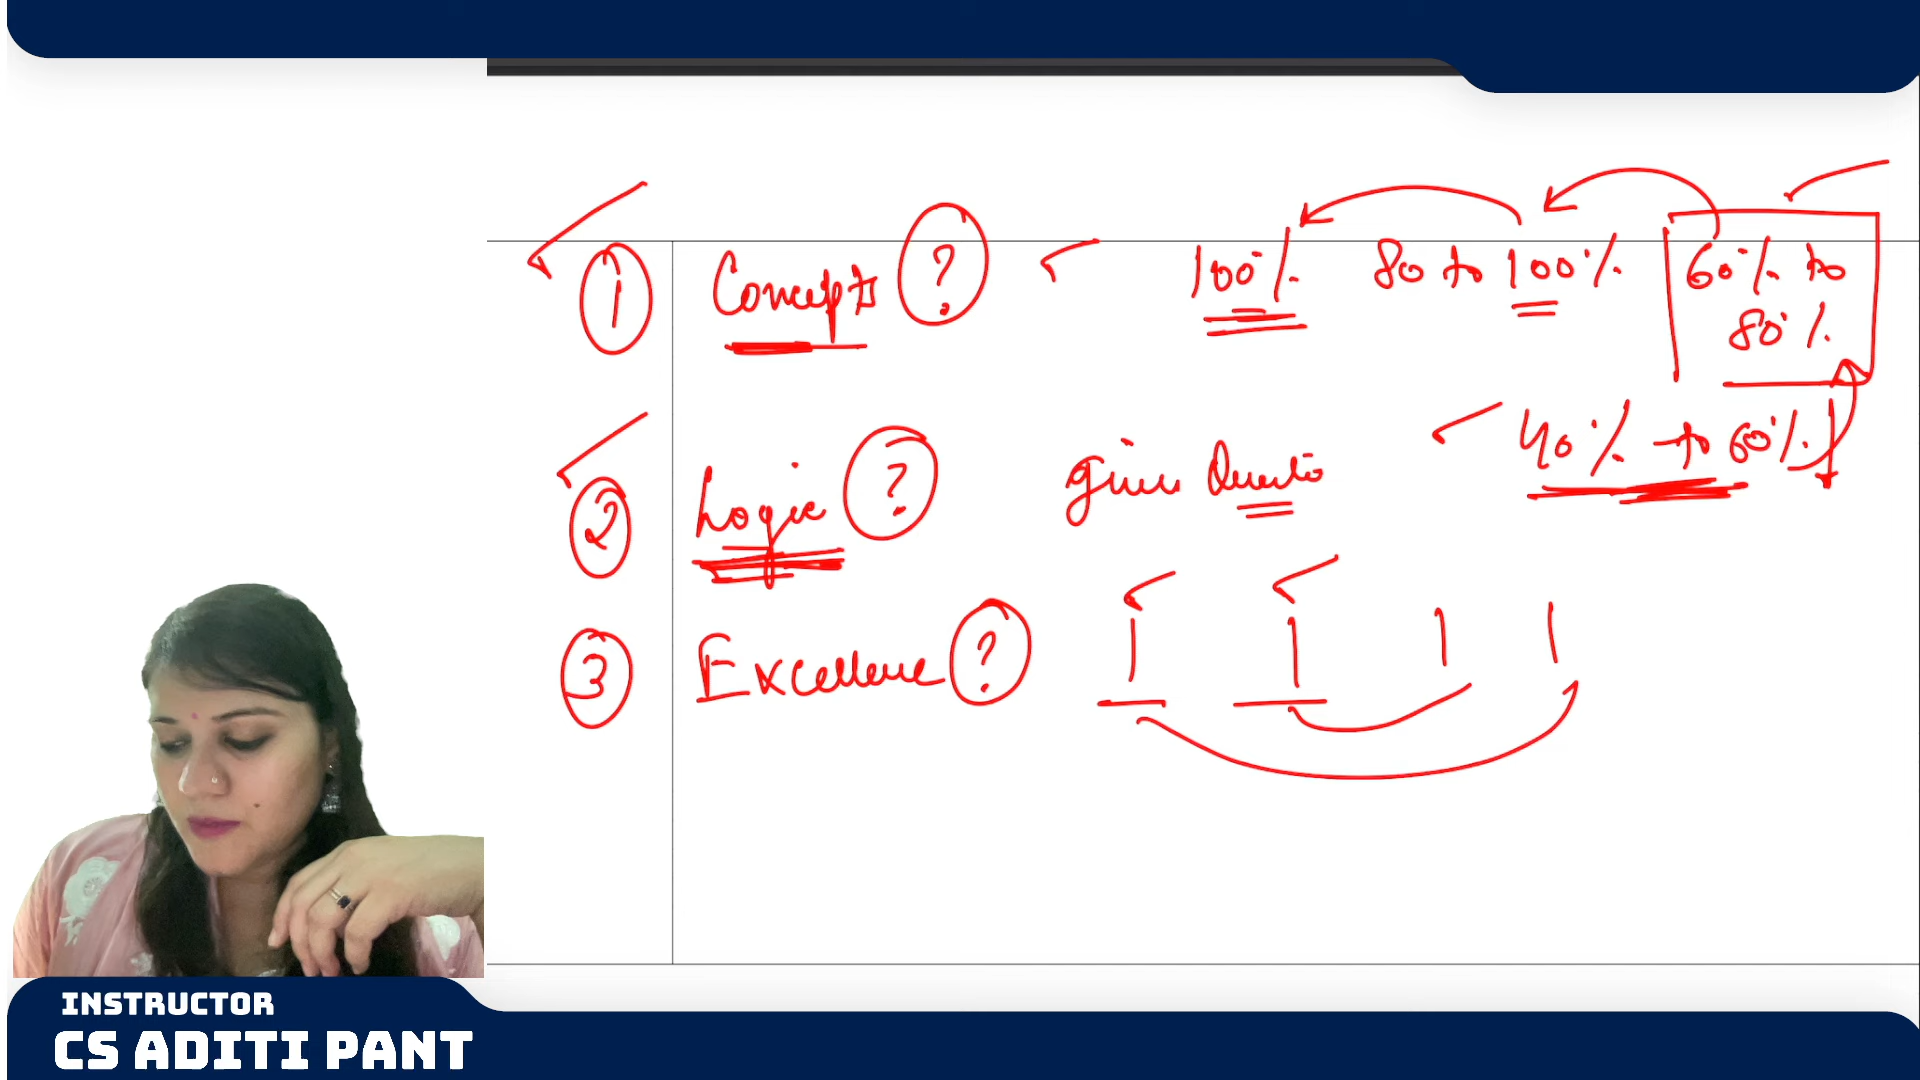 ① Concepts ? 100% 80 to 100% 60% to
80%
② Logic ? given 40% to 60%
③ Excellence ?
INSTRUCTOR
CS ADITI PANT